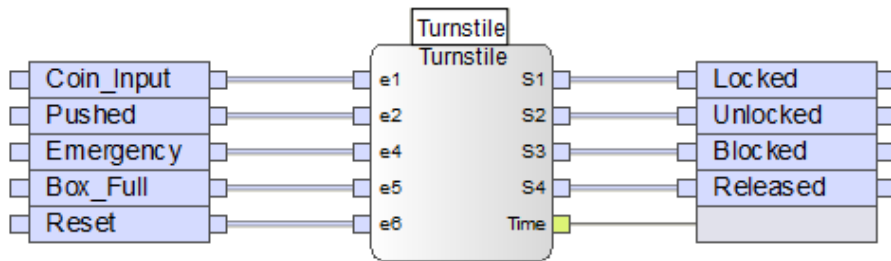 Turnstile
Turnstile
Coin_Input e1 S1 Locked
Pushed e2 S2 Unlocked
Emergency e4 S3 Blocked
Box_Full e5 S4 Released
Reset e6 Time